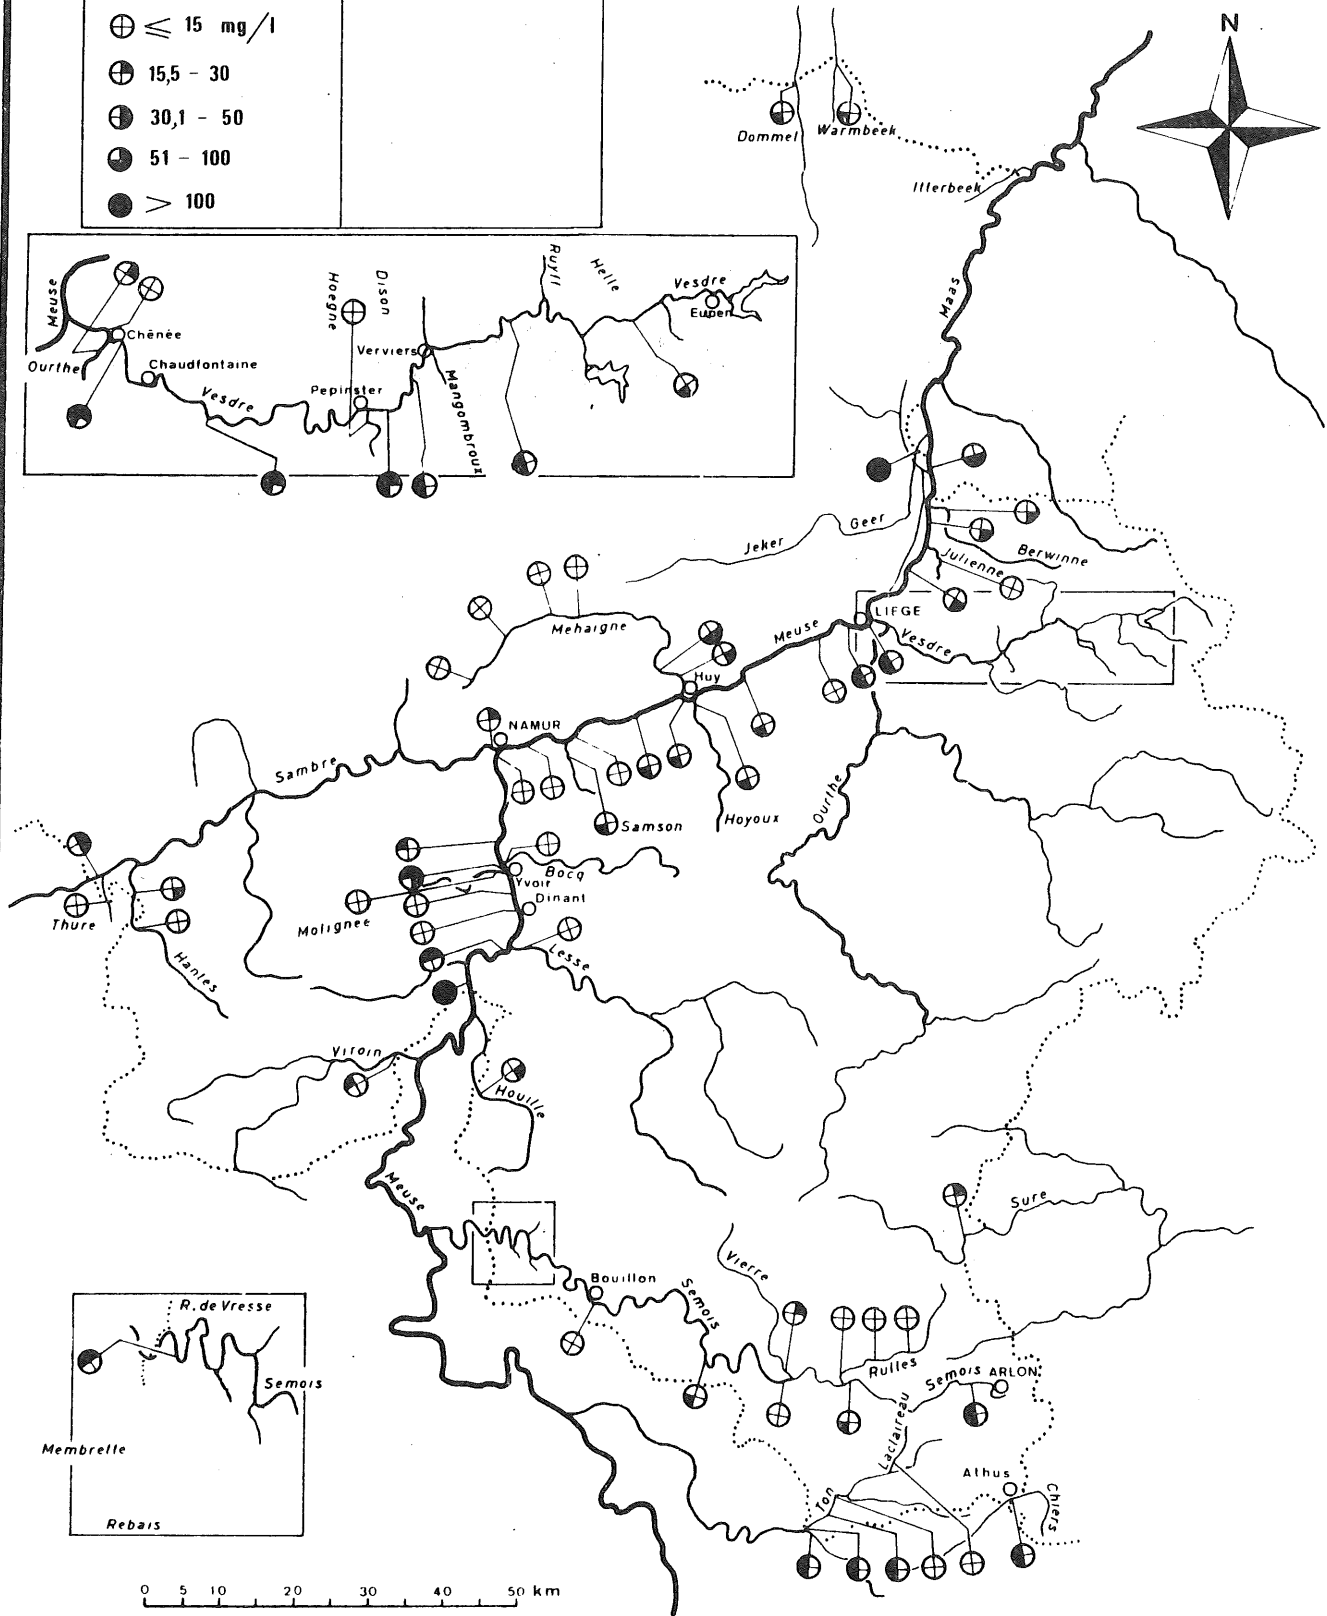 ≤ 15 mg/l
15,5 - 30
30,1 - 50
51 - 100
> 100
N
Dommel
Warmbeek
Itterbeek
Maas
Meuse
Chênée
Ourthe
Chaudfontaine
Vesdre
Hoegne
Dison
Verviers
Pepinster
Mangombroux
Ruyff
Helle
Vesdre
Eupen
Jeker
Geer
Berwinne
Julienne
LIEGE
Vesdre
Mehaigne
Meuse
Huy
NAMUR
Sambre
Samson
Hoyoux
Ourthe
Bocq
Yvoir
Dinant
Molignee
Thure
Hantes
Lesse
Viroin
Houille
Meuse
Sure
Vierre
Bouillon
Semois
Rulles
Semois
ARLON
Laclaireau
Athus
Ton
Chiers
R. de Vresse
Semois
Membrette
Rebais
0 5 10 20 30 40 50 km